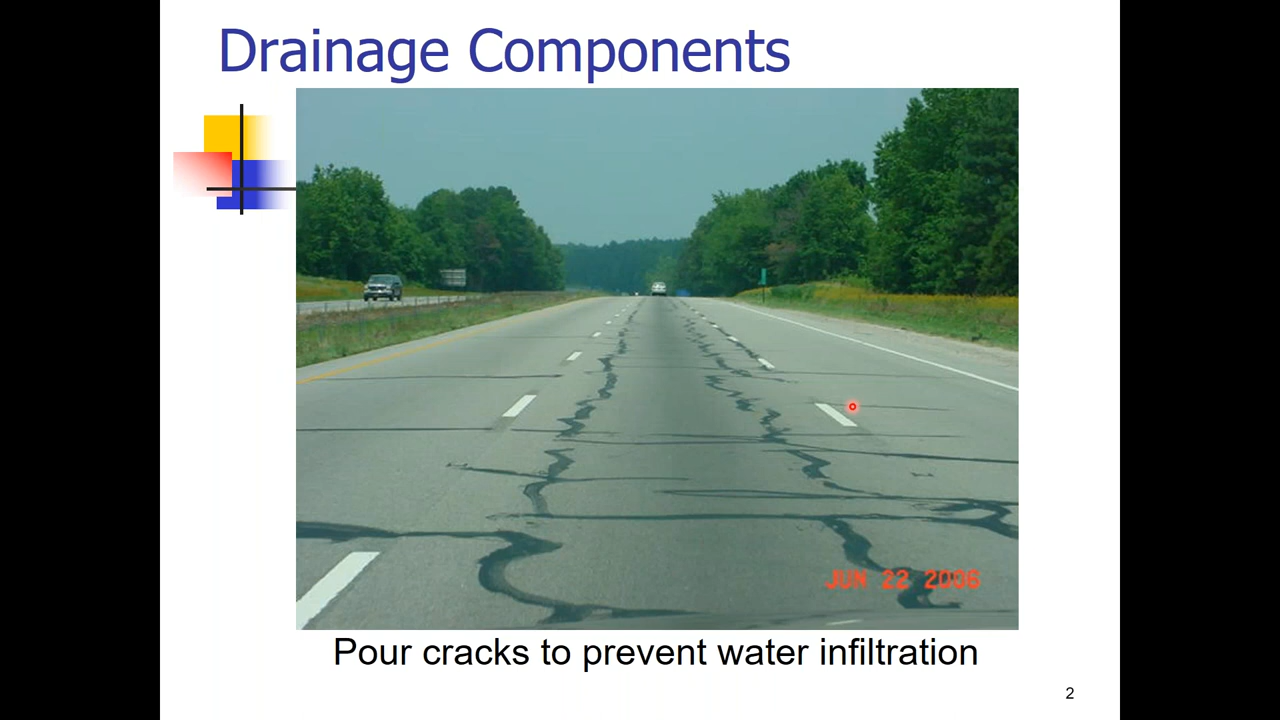 Drainage Components
JUN 22 2006
Pour cracks to prevent water infiltration
2